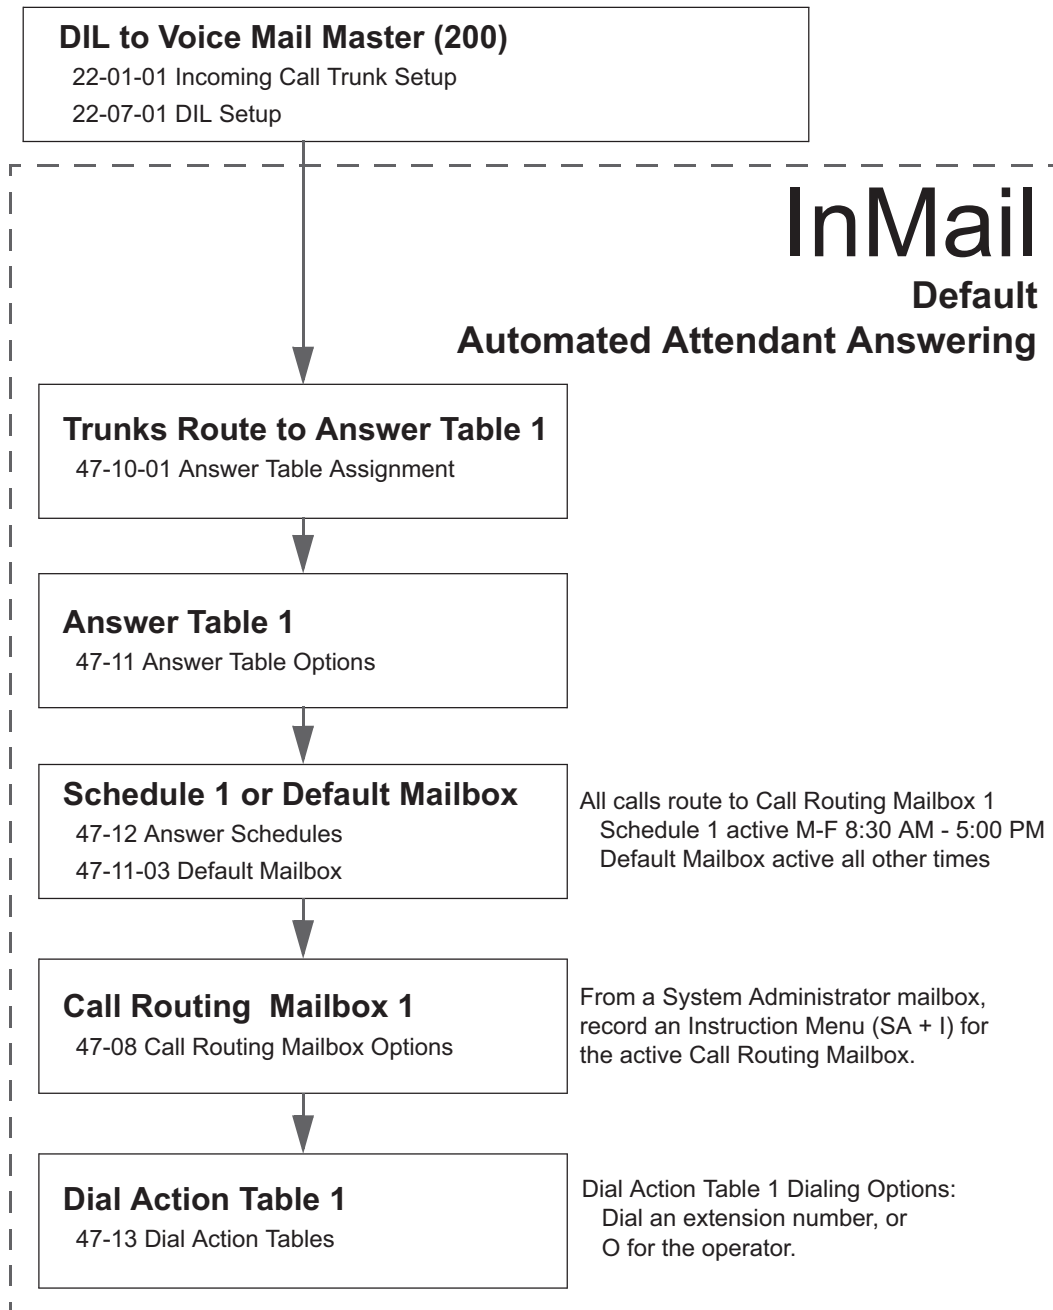 DIL to Voice Mail Master (200)
22-01-01 Incoming Call Trunk Setup
22-07-01 DIL Setup
InMail
Default
Automated Attendant Answering
Trunks Route to Answer Table 1
47-10-01 Answer Table Assignment
Answer Table 1
47-11 Answer Table Options
Schedule 1 or Default Mailbox
47-12 Answer Schedules
47-11-03 Default Mailbox
All calls route to Call Routing Mailbox 1
Schedule 1 active M-F 8:30 AM - 5:00 PM
Default Mailbox active all other times
Call Routing Mailbox 1
47-08 Call Routing Mailbox Options
From a System Administrator mailbox,
record an Instruction Menu (SA + I) for
the active Call Routing Mailbox.
Dial Action Table 1
47-13 Dial Action Tables
Dial Action Table 1 Dialing Options:
Dial an extension number, or
O for the operator.